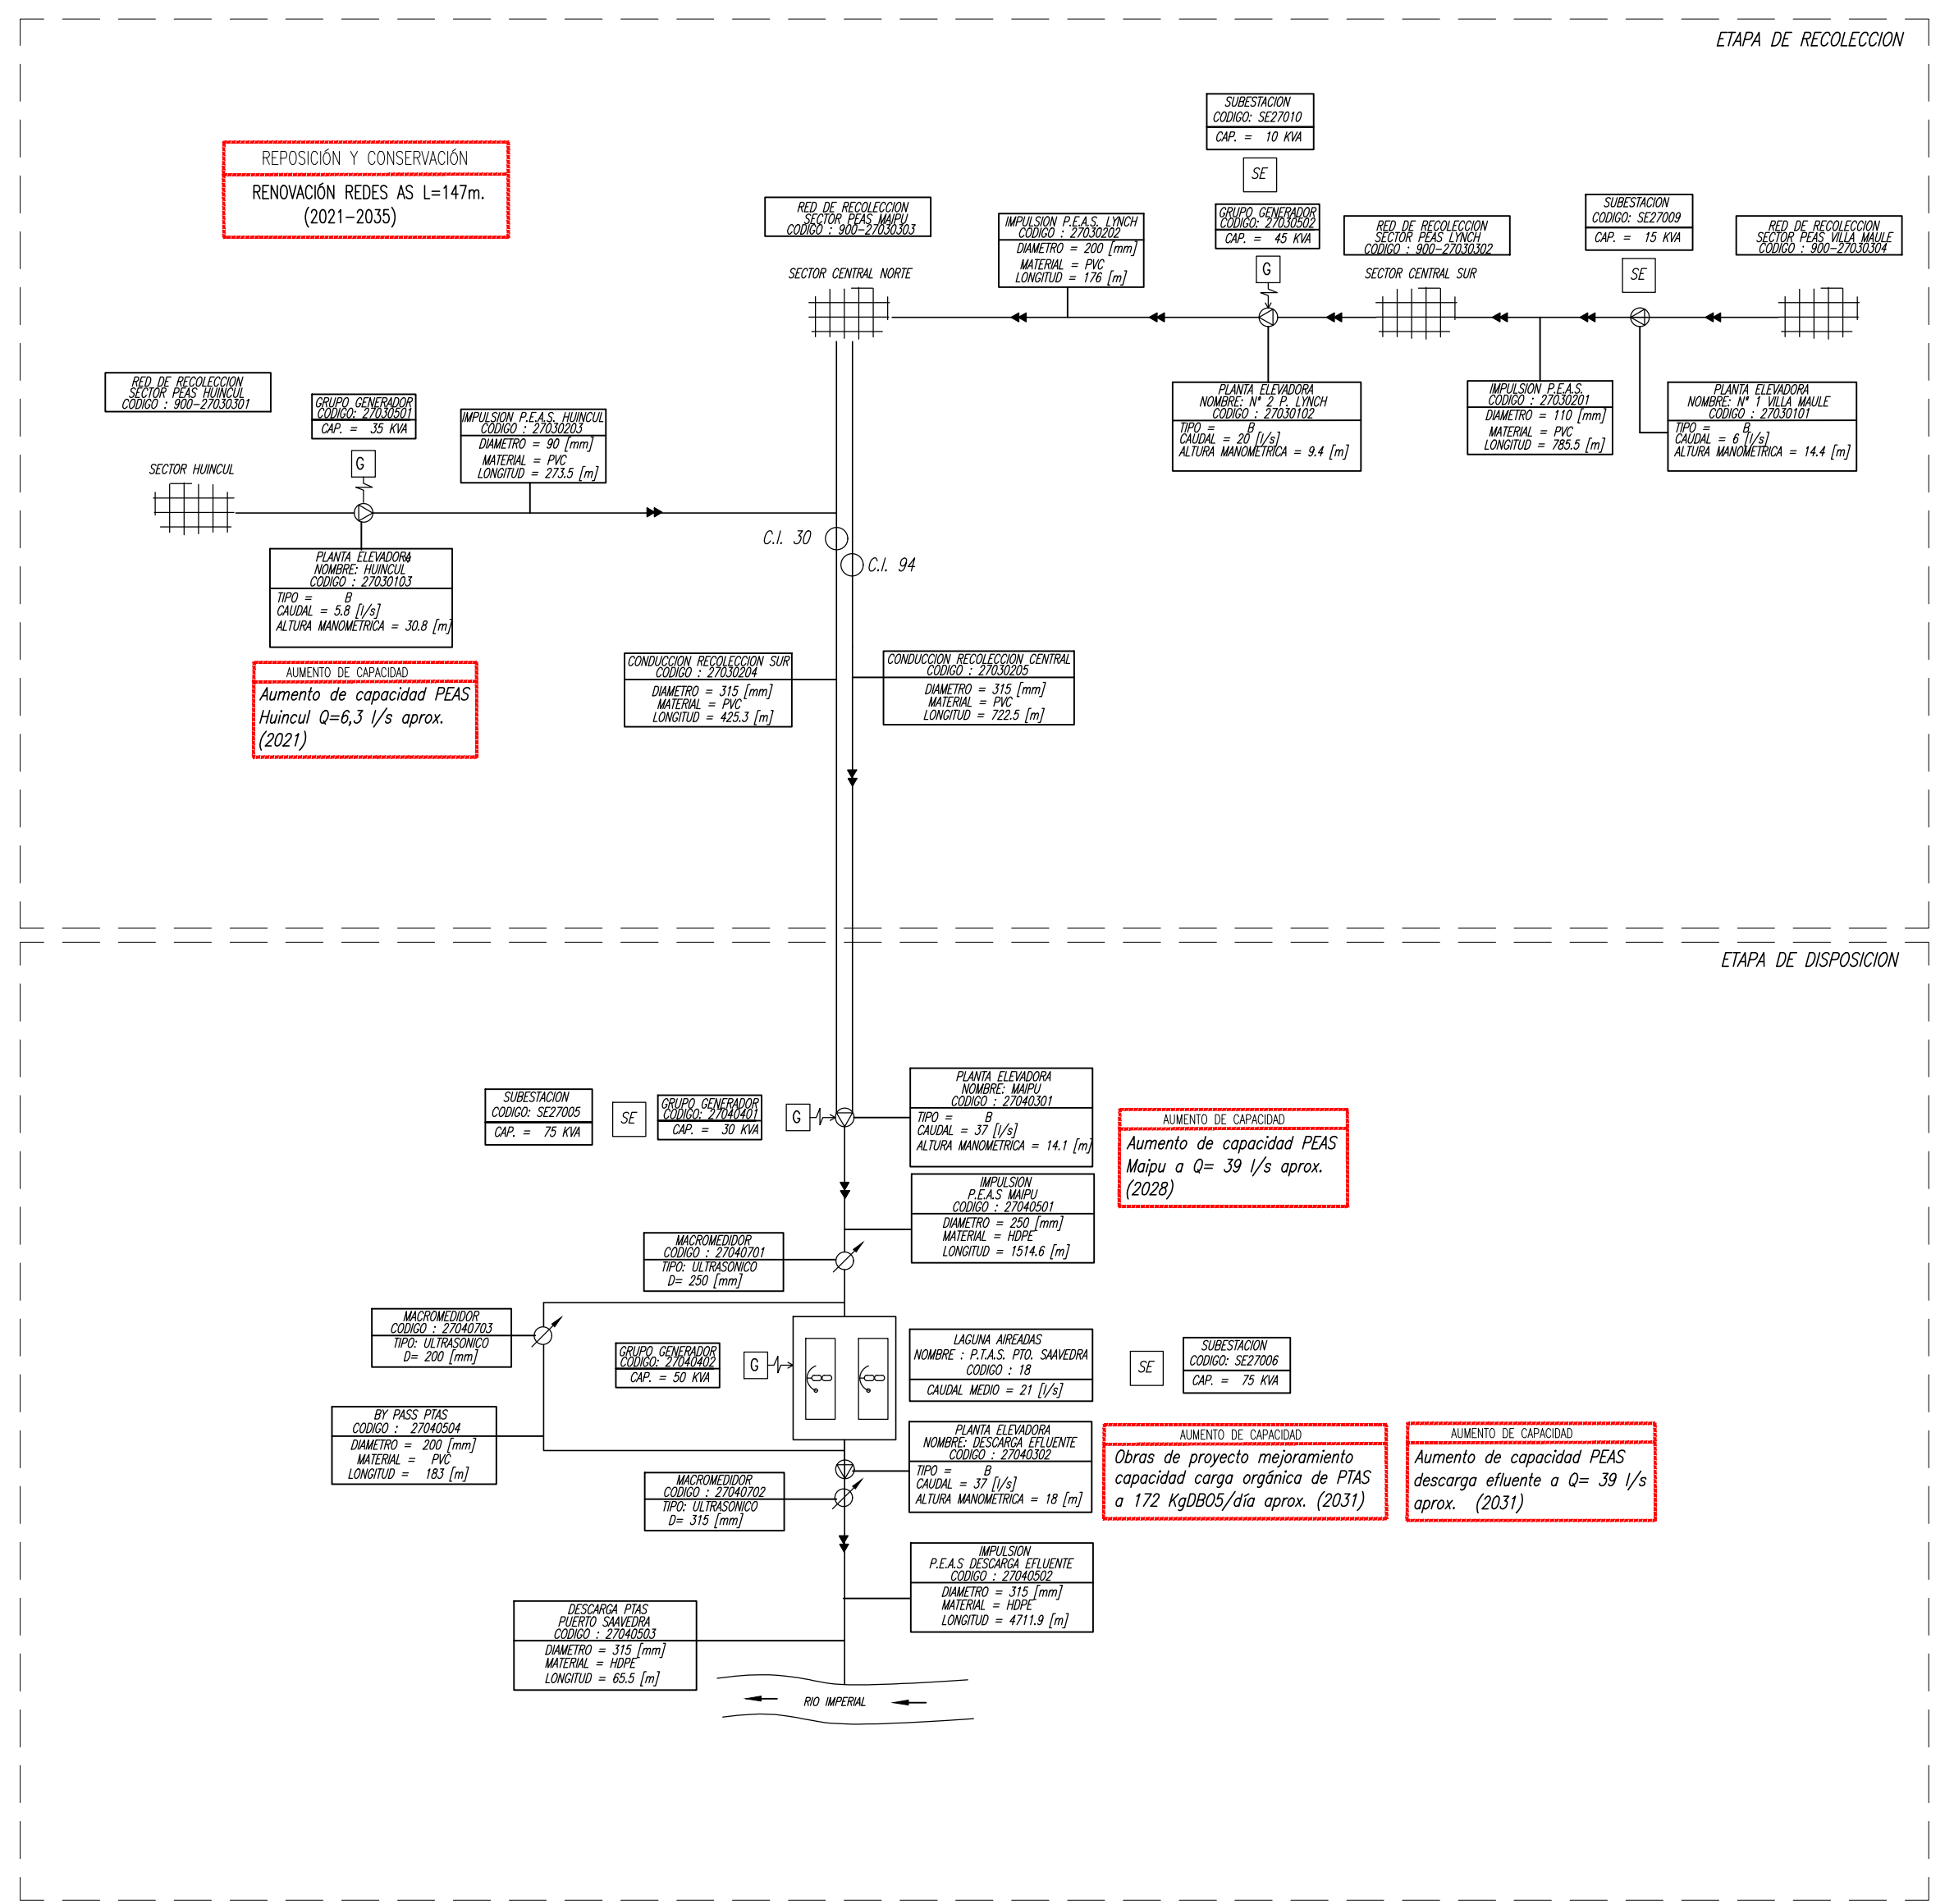 ETAPA DE RECOLECCION
SUBESTACION
CODIGO: SE27010
CAP. = 10 KVA
SE
REPOSICIÓN Y CONSERVACIÓN
RENOVACIÓN REDES AS L=147m.
(2021-2035)
RED DE RECOLECCION
SECTOR PEAS MAIPU
CODIGO : 900-27030303
SECTOR CENTRAL NORTE
IMPULSION P.E.A.S. LYNCH
CODIGO : 27030202
DIAMETRO = 200 [mm]
MATERIAL = PVC
LONGITUD = 176 [m]
GRUPO GENERADOR
CODIGO: 27030502
CAP. = 45 KVA
G
RED DE RECOLECCION
SECTOR PEAS LYNCH
CODIGO : 900-27030302
SECTOR CENTRAL SUR
SUBESTACION
CODIGO: SE27009
CAP. = 15 KVA
SE
RED DE RECOLECCION
SECTOR PEAS VILLA MAULE
CODIGO : 900-27030304
PLANTA ELEVADORA
NOMBRE: N° 2 P. LYNCH
CODIGO : 27030102
TIPO = B
CAUDAL = 20 [l/s]
ALTURA MANOMETRICA = 9.4 [m]
IMPULSION P.E.A.S.
CODIGO : 27030201
DIAMETRO = 110 [mm]
MATERIAL = PVC
LONGITUD = 785.5 [m]
PLANTA ELEVADORA
NOMBRE: N° 1 VILLA MAULE
CODIGO : 27030101
TIPO = B
CAUDAL = 6 [l/s]
ALTURA MANOMETRICA = 14.4 [m]
RED DE RECOLECCION
SECTOR PEAS HUINCUL
CODIGO : 900-27030301
SECTOR HUINCUL
GRUPO GENERADOR
CODIGO: 27030501
CAP. = 35 KVA
G
IMPULSION P.E.A.S. HUINCUL
CODIGO : 27030203
DIAMETRO = 90 [mm]
MATERIAL = PVC
LONGITUD = 273.5 [m]
C.I. 30
C.I. 94
PLANTA ELEVADORA
NOMBRE: HUINCUL
CODIGO : 27030103
TIPO = B
CAUDAL = 5.8 [l/s]
ALTURA MANOMETRICA = 30.8 [m]
AUMENTO DE CAPACIDAD
Aumento de capacidad PEAS
Huincul Q=6,3 l/s aprox.
(2021)
CONDUCCION RECOLECCION SUR
CODIGO : 27030204
DIAMETRO = 315 [mm]
MATERIAL = PVC
LONGITUD = 425.3 [m]
CONDUCCION RECOLECCION CENTRAL
CODIGO : 27030205
DIAMETRO = 315 [mm]
MATERIAL = PVC
LONGITUD = 722.5 [m]
ETAPA DE DISPOSICION
SUBESTACION
CODIGO: SE27005
CAP. = 75 KVA
SE
GRUPO GENERADOR
CODIGO: 27040401
CAP. = 30 KVA
G
PLANTA ELEVADORA
NOMBRE: MAIPU
CODIGO : 27040301
TIPO = B
CAUDAL = 37 [l/s]
ALTURA MANOMETRICA = 14.1 [m]
AUMENTO DE CAPACIDAD
Aumento de capacidad PEAS
Maipu a Q= 39 l/s aprox.
(2028)
IMPULSION
P.E.A.S MAIPU
CODIGO : 27040501
DIAMETRO = 250 [mm]
MATERIAL = HDPE
LONGITUD = 1514.6 [m]
MACROMEDIDOR
CODIGO : 27040701
TIPO: ULTRASONICO
D= 250 [mm]
MACROMEDIDOR
CODIGO : 27040703
TIPO: ULTRASONICO
D= 200 [mm]
GRUPO GENERADOR
CODIGO: 27040402
CAP. = 50 KVA
G
LAGUNA AIREADAS
NOMBRE : P.T.A.S. PTO. SAAVEDRA
CODIGO : 18
CAUDAL MEDIO = 21 [l/s]
SE
SUBESTACION
CODIGO: SE27006
CAP. = 75 KVA
BY PASS PTAS
CODIGO : 27040504
DIAMETRO = 200 [mm]
MATERIAL = PVC
LONGITUD = 183 [m]
PLANTA ELEVADORA
NOMBRE: DESCARGA EFLUENTE
CODIGO : 27040302
TIPO = B
CAUDAL = 37 [l/s]
ALTURA MANOMETRICA = 18 [m]
AUMENTO DE CAPACIDAD
Obras de proyecto mejoramiento
capacidad carga orgánica de PTAS
a 172 KgDBO5/día aprox. (2031)
AUMENTO DE CAPACIDAD
Aumento de capacidad PEAS
descarga efluente a Q= 39 l/s
aprox. (2031)
MACROMEDIDOR
CODIGO : 27040702
TIPO: ULTRASONICO
D= 315 [mm]
IMPULSION
P.E.A.S DESCARGA EFLUENTE
CODIGO : 27040502
DIAMETRO = 315 [mm]
MATERIAL = HDPE
LONGITUD = 4711.9 [m]
DESCARGA PTAS
PUERTO SAAVEDRA
CODIGO : 27040503
DIAMETRO = 315 [mm]
MATERIAL = HDPE
LONGITUD = 65.5 [m]
RIO IMPERIAL